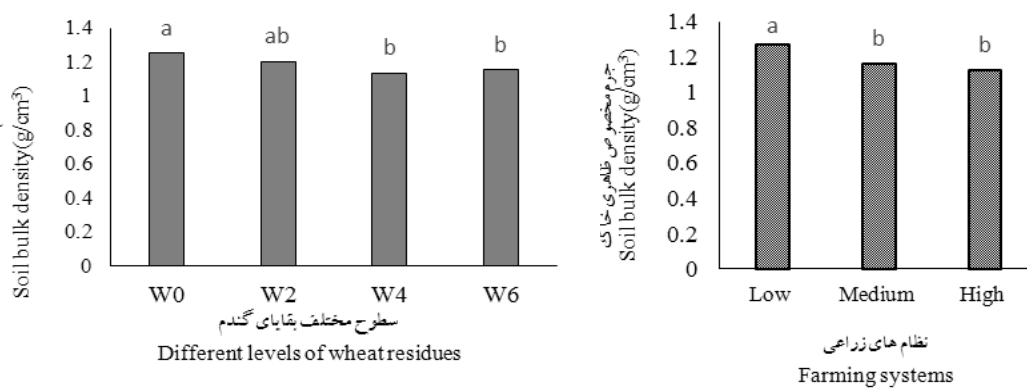 Soil bulk density(g/cm³)
1.4
1.2
1
0.8
0.6
0.4
0.2
0
a
ab
b
b
W0
W2
W4
W6
سطوح مختلف بقایای گندم
Different levels of wheat residues
جرم مخصوص ظاهری خاک
Soil bulk density(g/cm³)
1.4
1.2
1
0.8
0.6
0.4
0.2
0
a
b
b
Low
Medium
High
نظام های زراعی
Farming systems